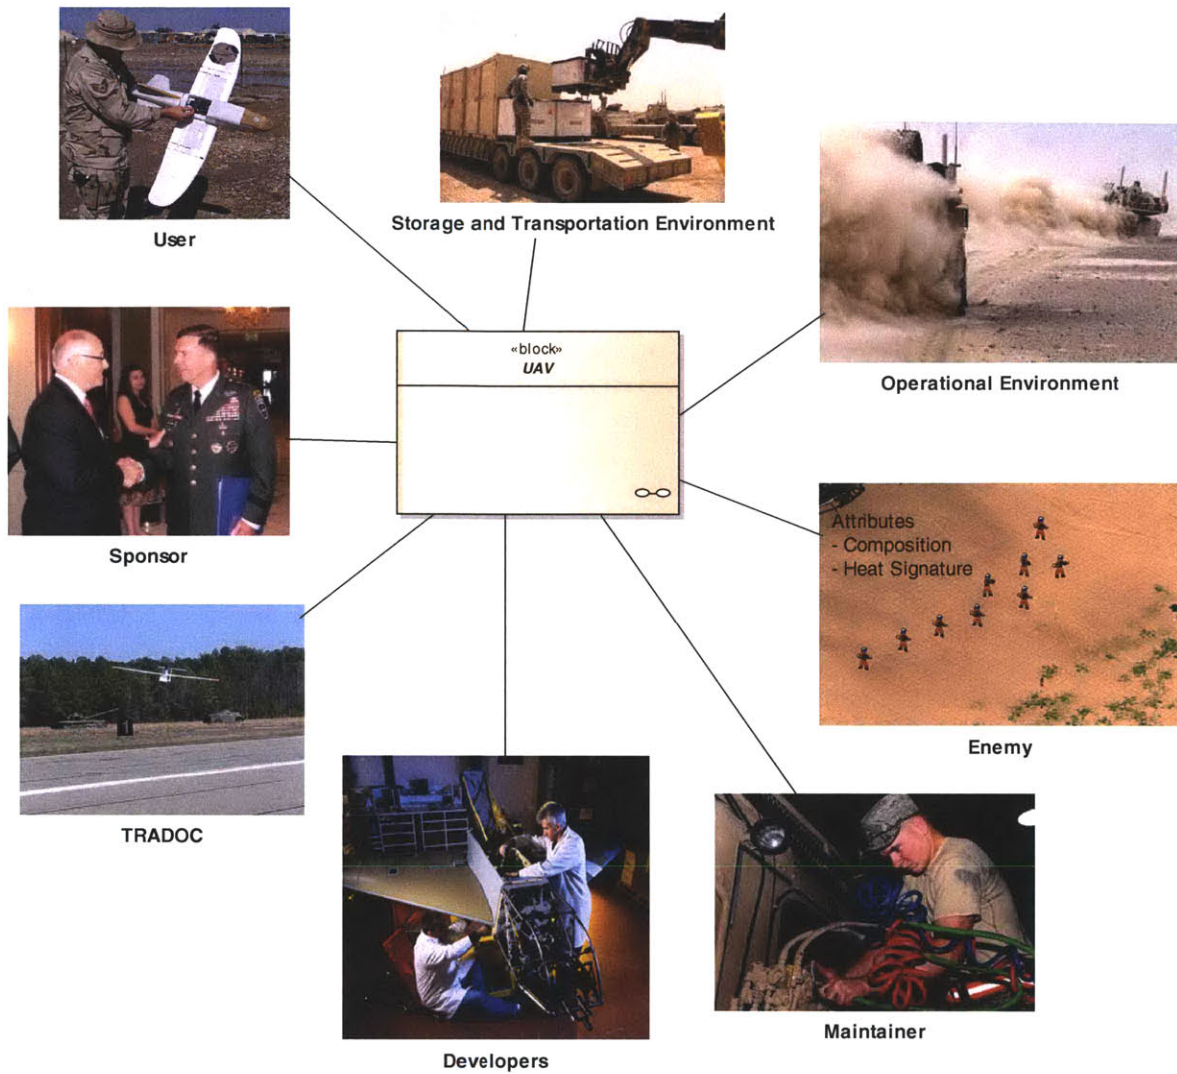 User
Storage and Transportation Environment
«block»
UAV
Operational Environment
Sponsor
Attributes
- Composition
- Heat Signature
Enemy
TRADOC
Developers
Maintainer